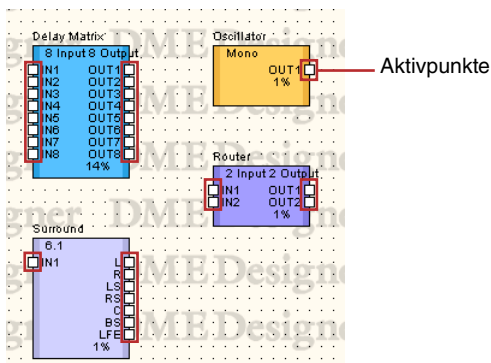 Delay Matrix
8 Input 8 Output
IN1 OUT1
IN2 OUT2
IN3 OUT3
IN4 OUT4
IN5 OUT5
IN6 OUT6
IN7 OUT7
IN8 OUT8
14%
Oscillator
Mono
OUT1
1%
Aktivpunkte
Router
2 Input 2 Output
IN1 OUT1
IN2 OUT2
1%
Surround
6.1
IN1 L
R
LS
RS
C
BS
LFE
1%
DME Designer